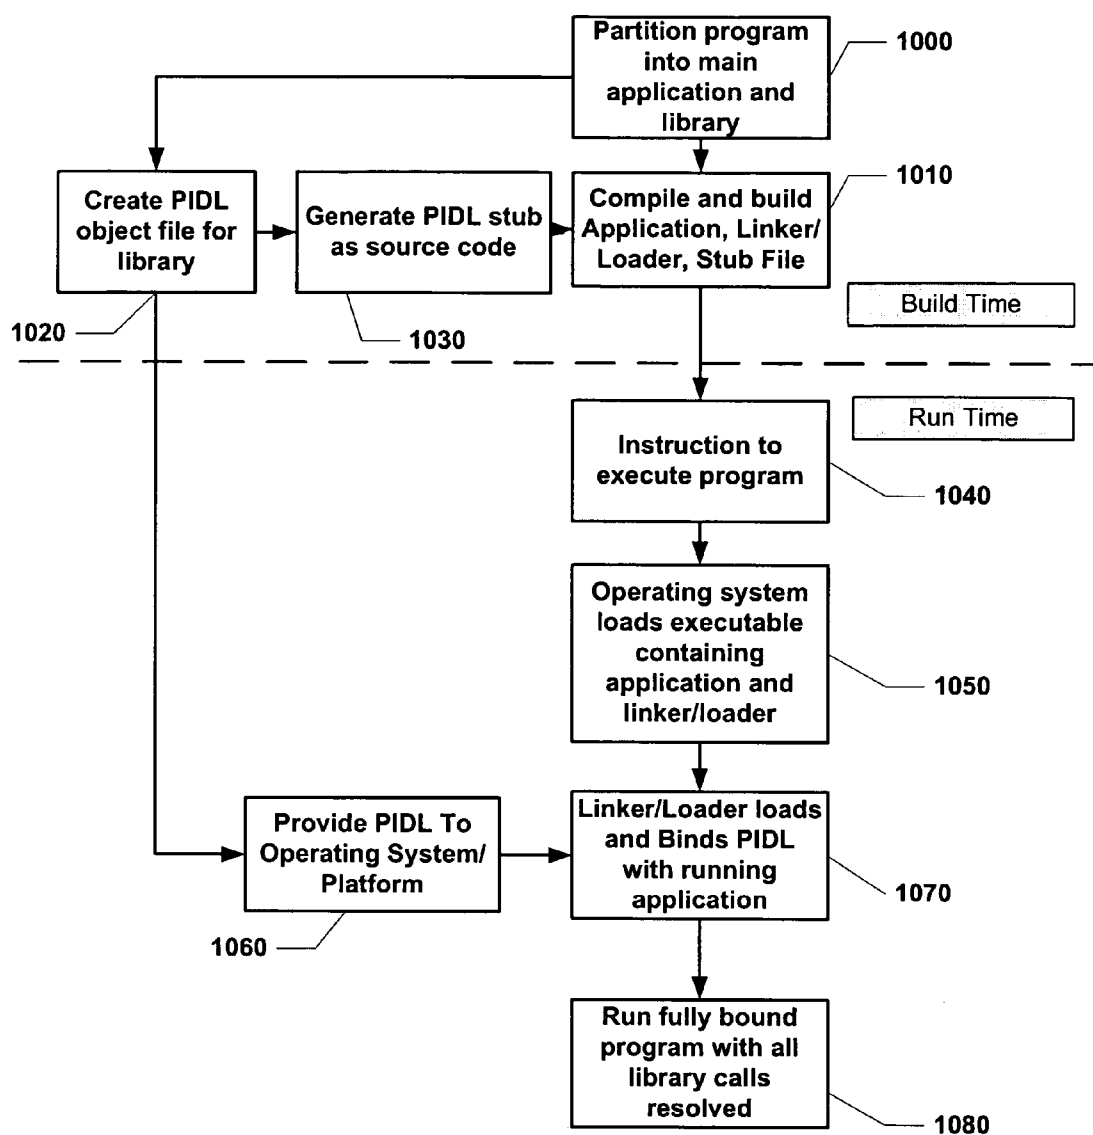 Partition program
into main
application and
library
1000
Create PIDL
object file for
library
1020
Generate PIDL stub
as source code
1030
Compile and build
Application, Linker/
Loader, Stub File
1010
Build Time
Run Time
Instruction to
execute program
1040
Operating system
loads executable
containing
application and
linker/loader
1050
Provide PIDL To
Operating System/
Platform
1060
Linker/Loader loads
and Binds PIDL
with running
application
1070
Run fully bound
program with all
library calls
resolved
1080